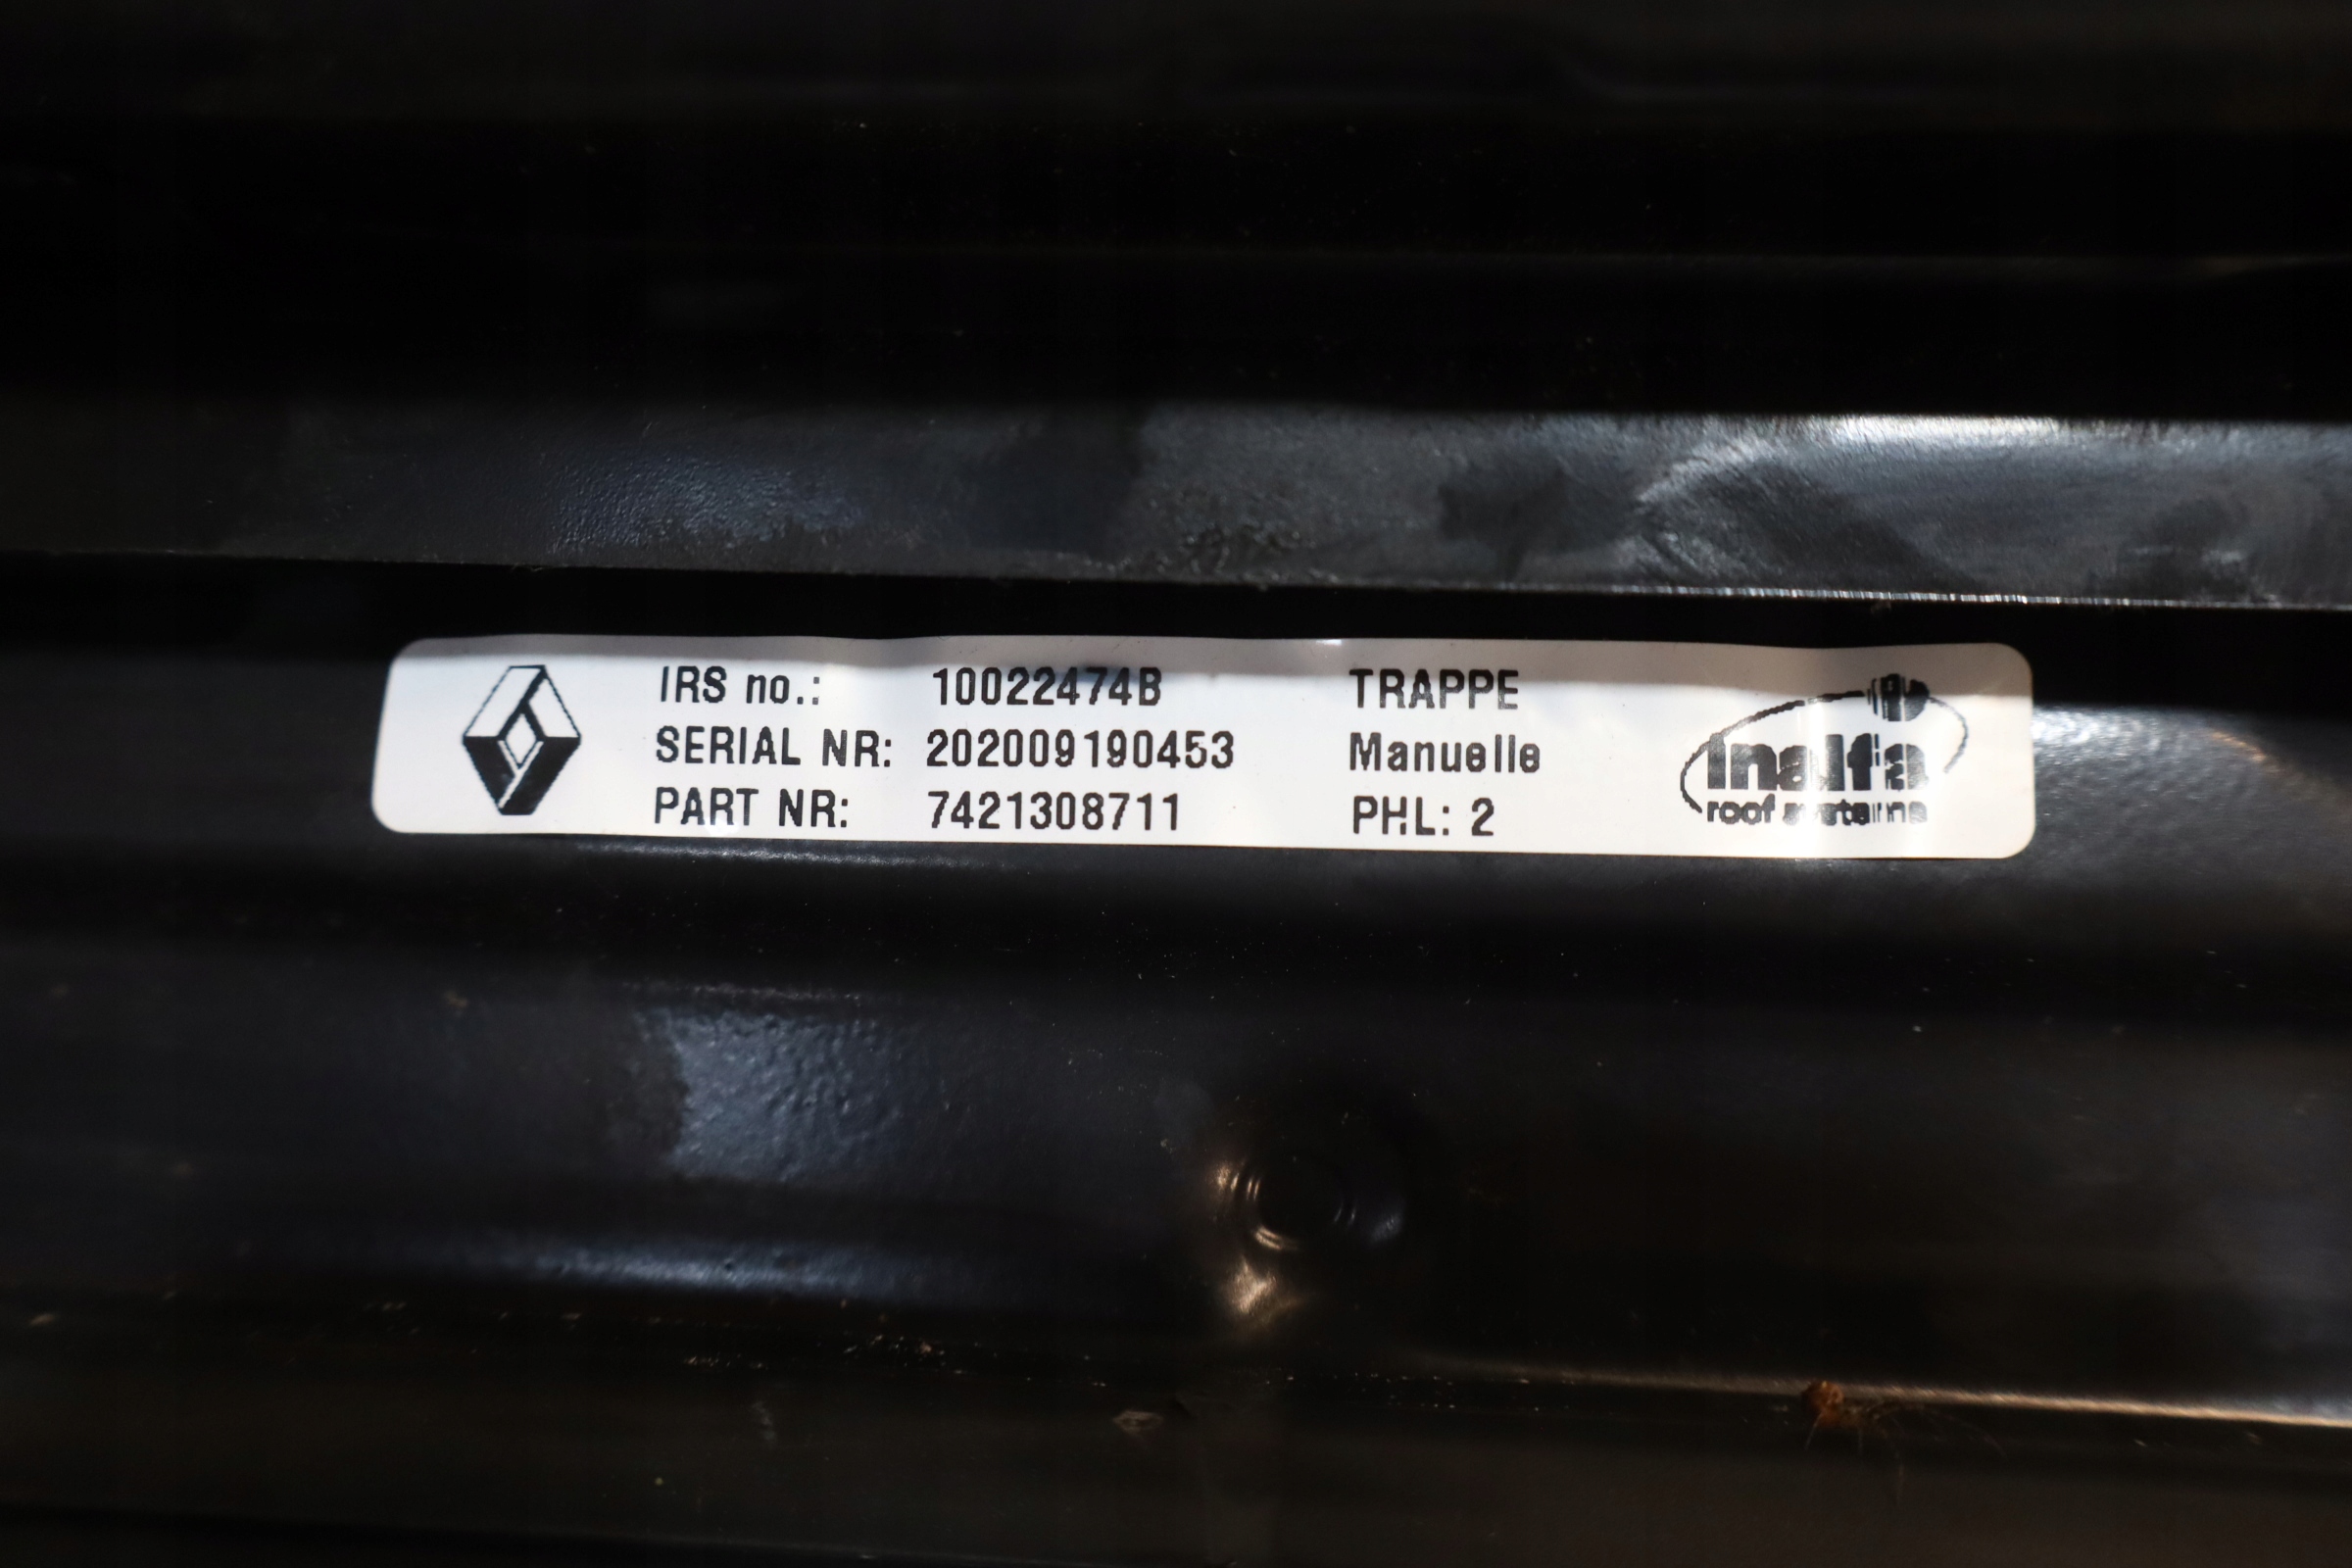 IRS no.: 10022474B TRAPPE
SERIAL NR: 202009190453 Manuelle
PART NR: 7421308711 PHL: 2
Inalfa
roof systems